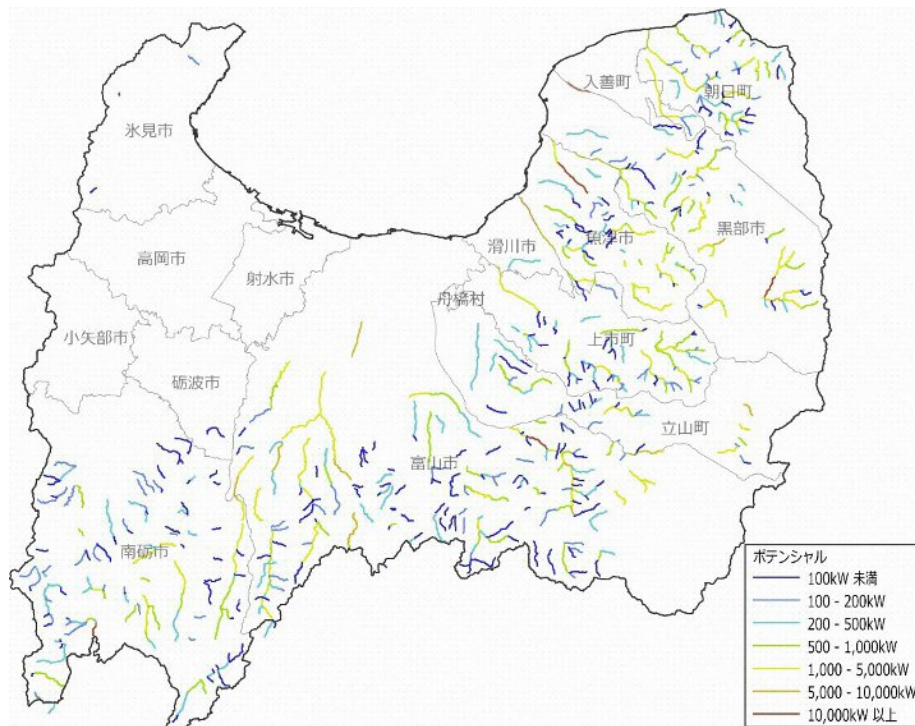 入善町
朝日町
氷見市
黒部市
魚津市
滑川市
高岡市
射水市
舟橋村
小矢部市
上市町
砺波市
立山町
富山市
南砺市
ポテンシャル
100kW 未満
100 - 200kW
200 - 500kW
500 - 1,000kW
1,000 - 5,000kW
5,000 - 10,000kW
10,000kW 以上